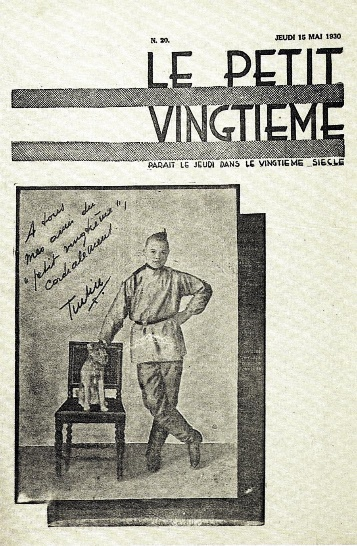 N. 20.
JEUDI 15 MAI 1930
LE PETIT
VINGTIEME
PARAIT LE JEUDI DANS LE VINGTIEME SIECLE
A tous
mes amis du
"petit vingtième",
cordialement
Tintin